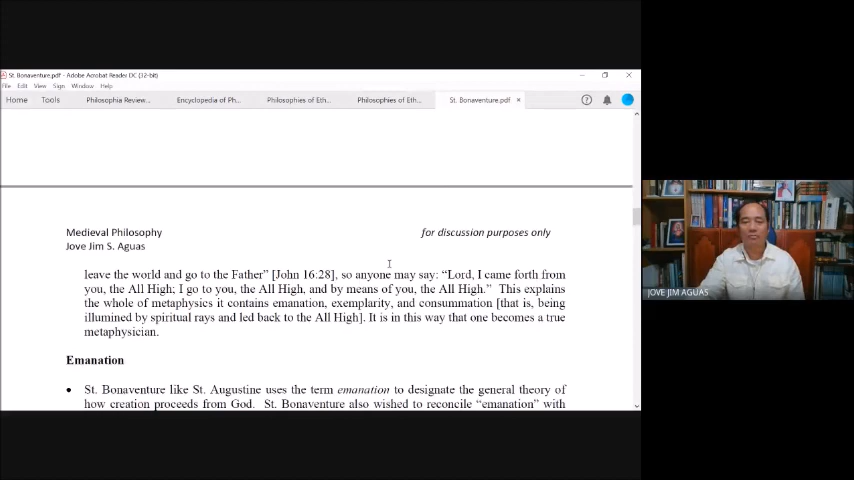 St. Bonaventure.pdf - Adobe Acrobat Reader DC (32-bit)
File Edit View Sign Window Help
Home Tools Philosophia Review... Encyclopedia of Ph... Philosophies of Eth... Philosophies of Eth... St. Bonaventure.pdf ×
Medieval Philosophy for discussion purposes only
Jove Jim S. Aguas
leave the world and go to the Father” [John 16:28], so anyone may say: “Lord, I came forth from
you, the All High; I go to you, the All High, and by means of you, the All High.” This explains
the whole of metaphysics it contains emanation, exemplarity, and consummation [that is, being
illumined by spiritual rays and led back to the All High]. It is in this way that one becomes a true
metaphysician.
Emanation
• St. Bonaventure like St. Augustine uses the term emanation to designate the general theory of
how creation proceeds from God. St. Bonaventure also wished to reconcile “emanation” with
JOVE JIM AGUAS